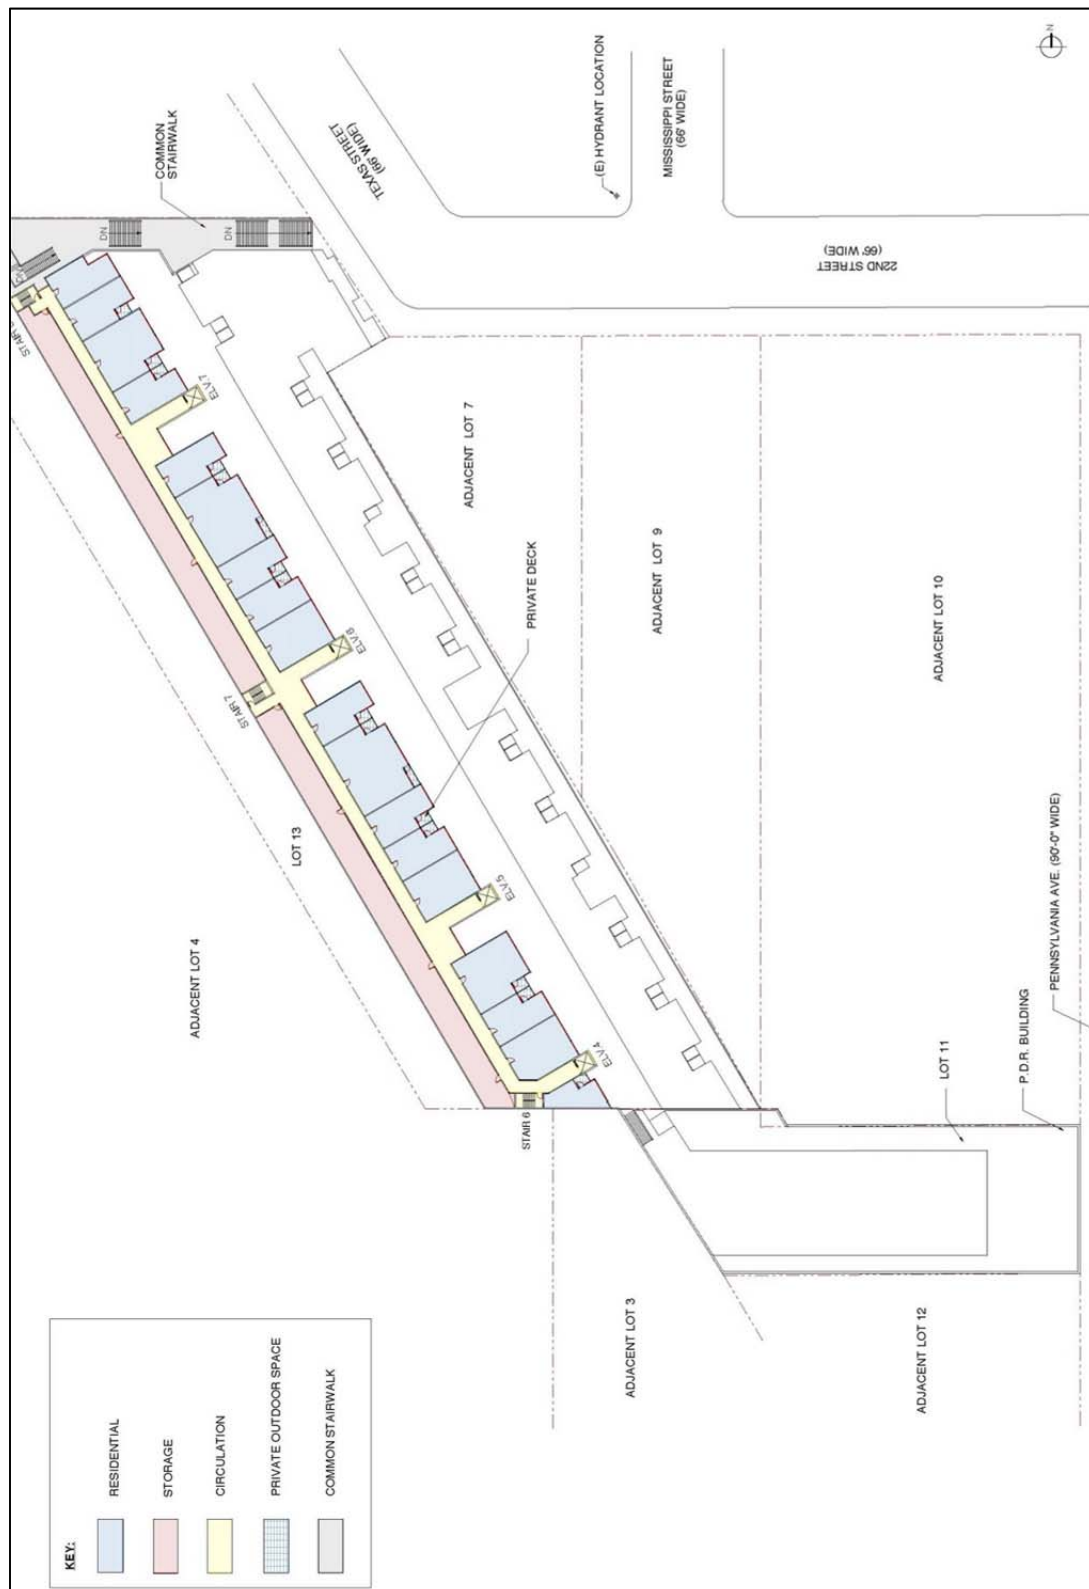 N
COMMON
STAIRWALK
TEXAS STREET
(66' WIDE)
(E) HYDRANT LOCATION
MISSISSIPPI STREET
(66' WIDE)
22ND STREET
(66' WIDE)
DN
DN
ELV.7
ADJACENT LOT 7
STAIR 7
ELV.6
PRIVATE DECK
ADJACENT LOT 9
ADJACENT LOT 10
LOT 13
ELV.5
ADJACENT LOT 4
ELV.4
STAIR 6
LOT 11
P.D.R. BUILDING
PENNSYLVANIA AVE. (90'-0" WIDE)
ADJACENT LOT 3
ADJACENT LOT 12
KEY:
RESIDENTIAL
STORAGE
CIRCULATION
PRIVATE OUTDOOR SPACE
COMMON STAIRWALK